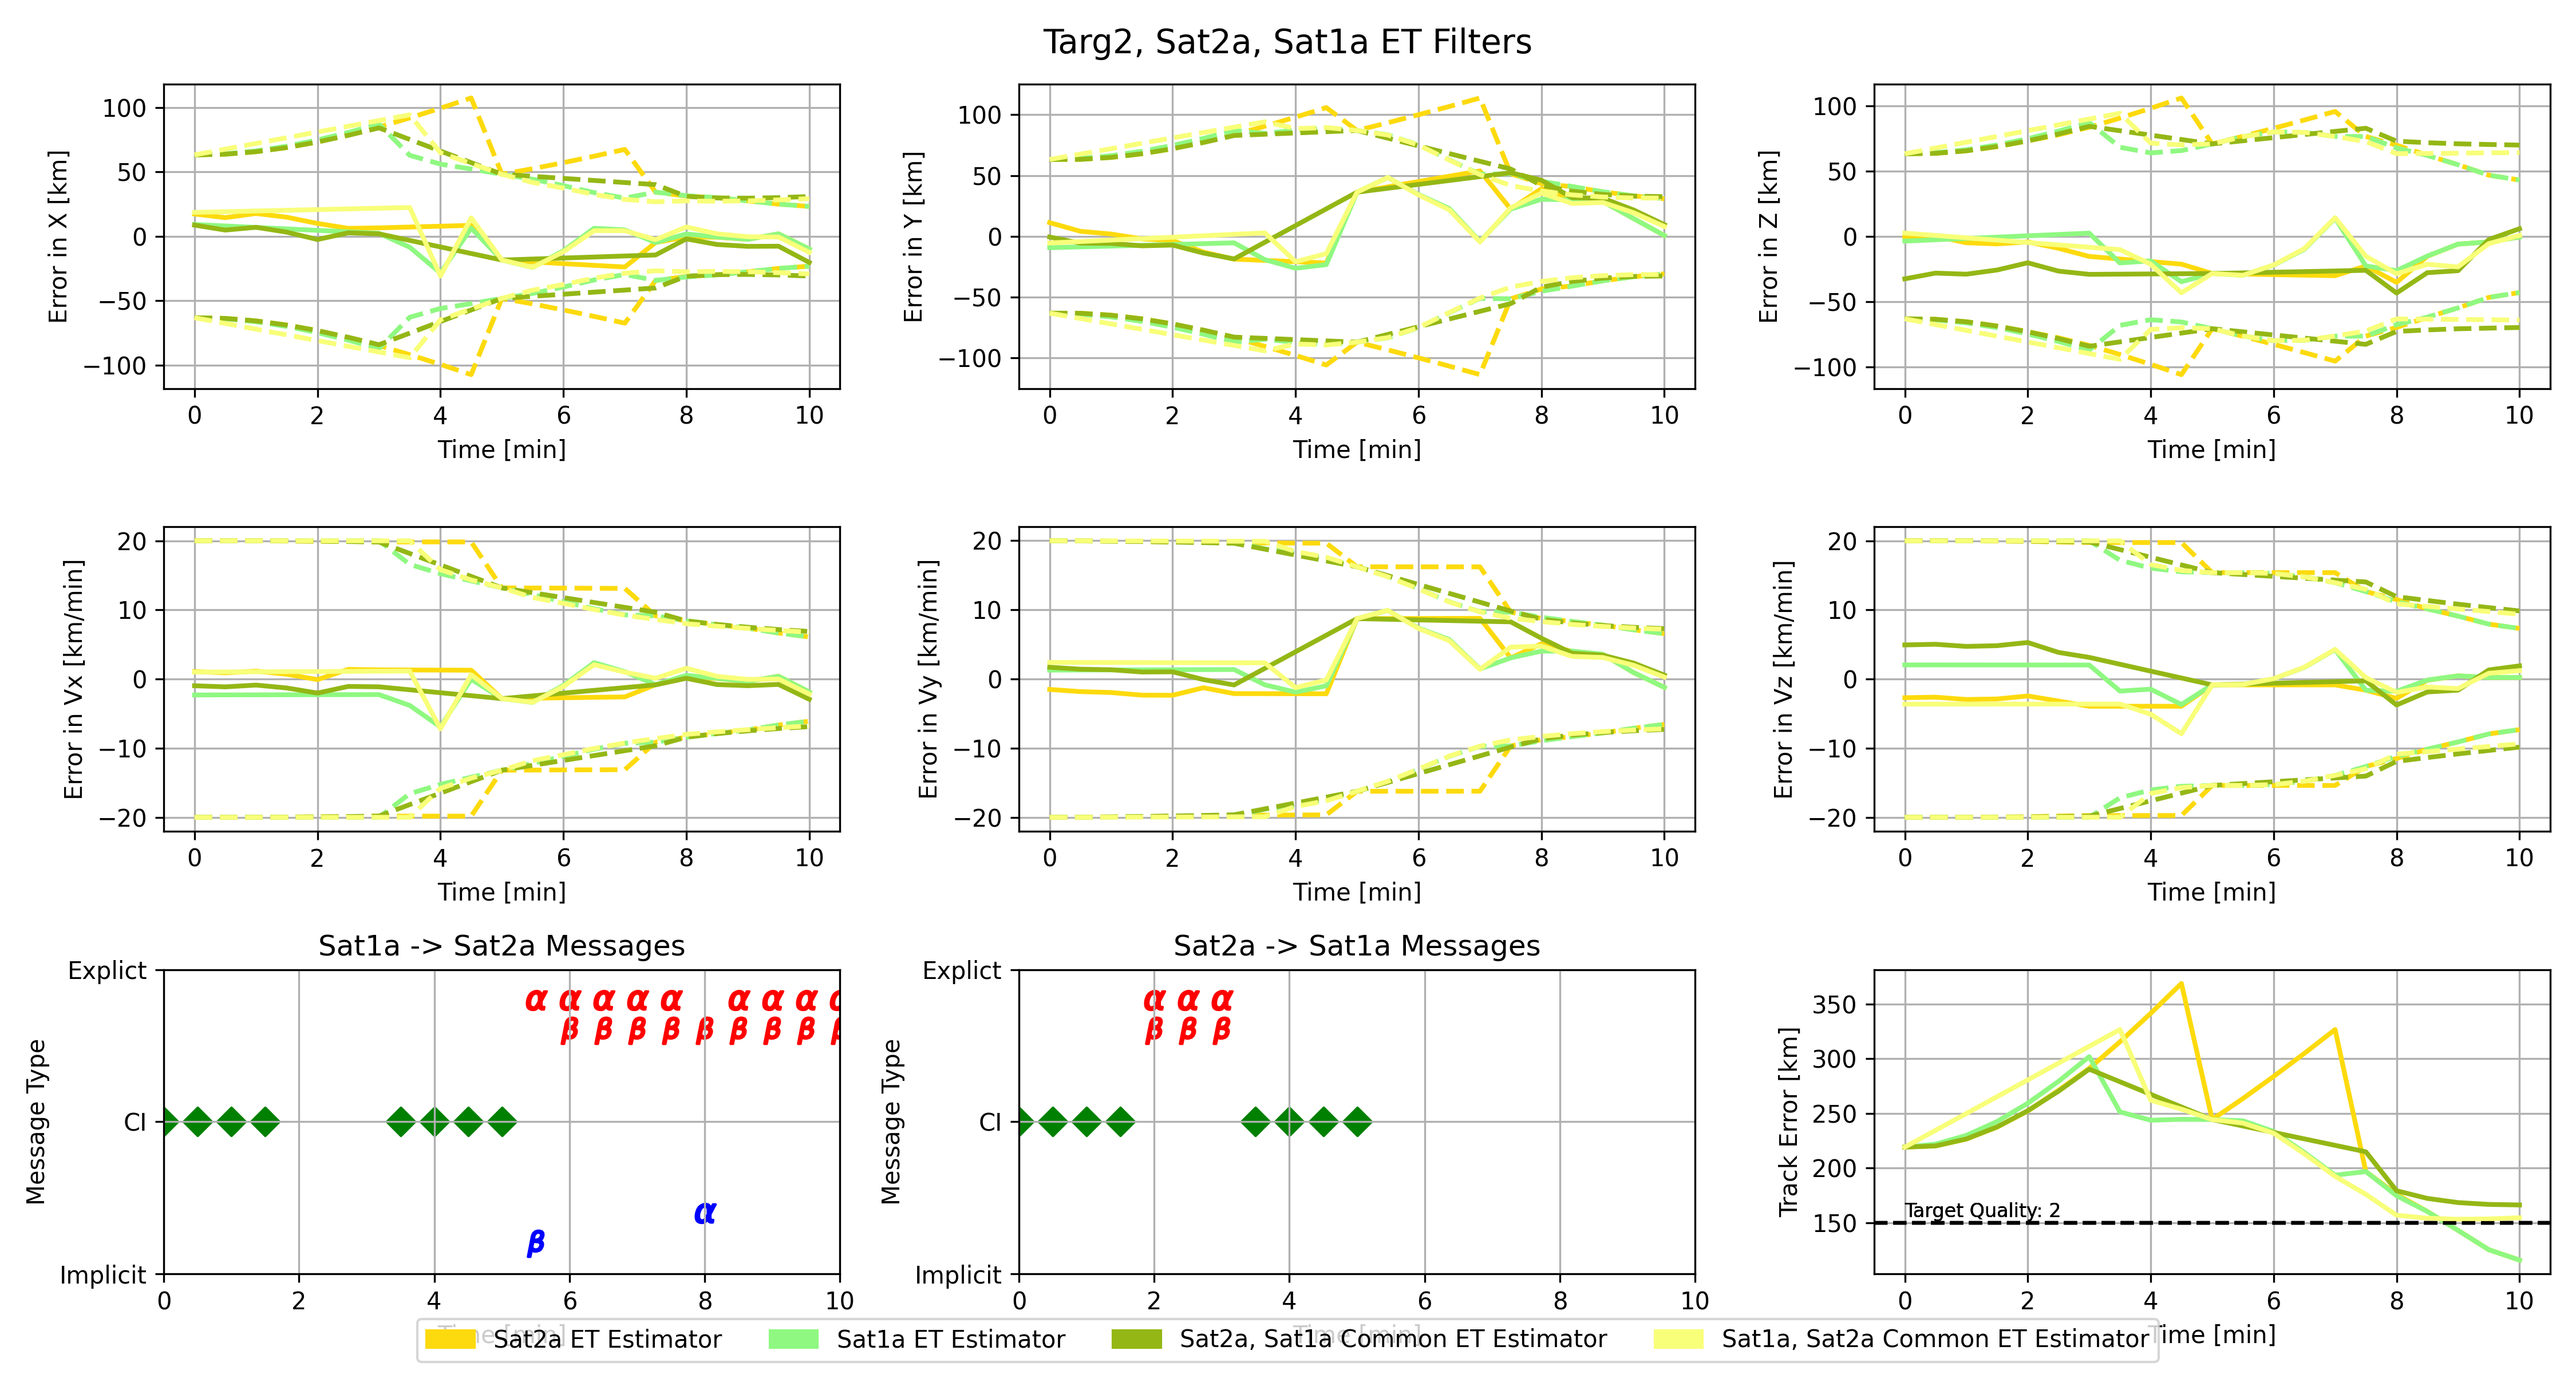 Targ2, Sat2a, Sat1a ET Filters
Error in X [km]
100
50
0
−50
−100
0 2 4 6 8 10
Time [min]
Error in Y [km]
100
50
0
−50
−100
0 2 4 6 8 10
Time [min]
Error in Z [km]
100
50
0
−50
−100
0 2 4 6 8 10
Time [min]
Error in Vx [km/min]
20
10
0
−10
−20
0 2 4 6 8 10
Time [min]
Error in Vy [km/min]
20
10
0
−10
−20
0 2 4 6 8 10
Time [min]
Error in Vz [km/min]
20
10
0
−10
−20
0 2 4 6 8 10
Time [min]
Sat1a -> Sat2a Messages
Message Type
Explict
α α α α α α α α α
β β β β β β β β β
CI
α
β
Implicit
0 2 4 6 8 10
Time [min]
Sat2a -> Sat1a Messages
Message Type
Explict
α α α
β β β
CI
Implicit
0 2 4 6 8 10
Time [min]
Track Error [km]
350
300
250
200
150
Target Quality: 2
0 2 4 6 8 10
Time [min]
Sat2a ET Estimator
Sat1a ET Estimator
Sat2a, Sat1a Common ET Estimator
Sat1a, Sat2a Common ET Estimator